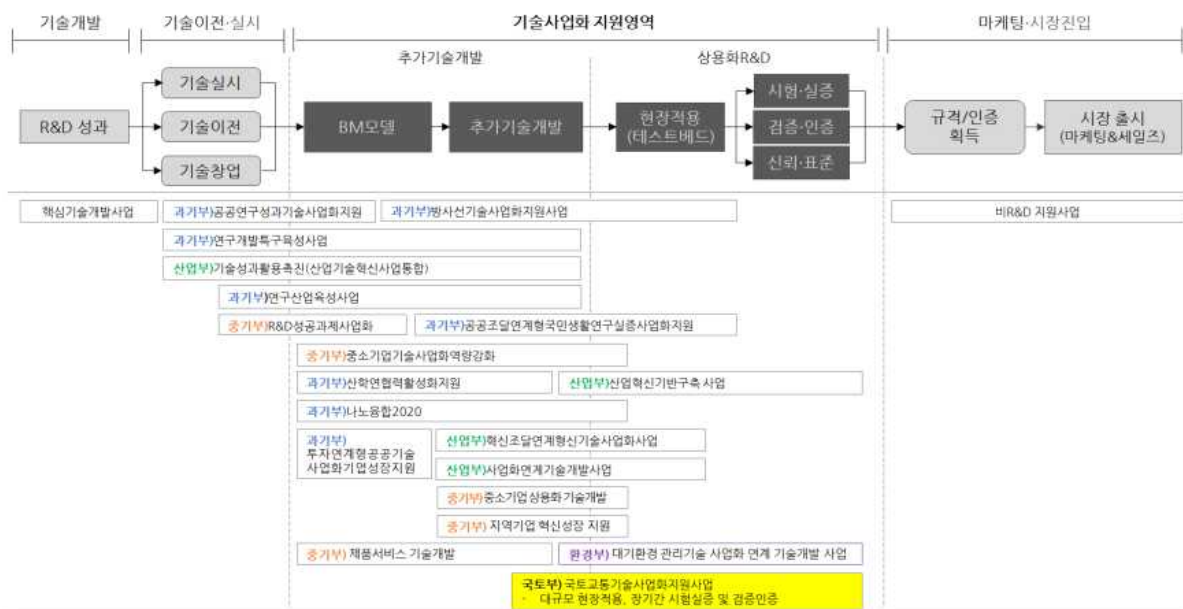 기술개발
기술이전·실시
기술사업화 지원영역
마케팅·시장진입
추가기술개발
상용화R&D
R&D 성과
기술실시
기술이전
기술창업
BM모델
추가기술개발
현장적용
(테스트베드)
시험·실증
검증·인증
신뢰·표준
규격/인증
획득
시장 출시
(마케팅&세일즈)
핵심기술개발사업
과기부)공공연구성과기술사업화지원
과기부)방사선기술사업화지원사업
비R&D 지원사업
과기부)연구개발특구육성사업
산업부)기술성과활용촉진(산업기술혁신사업통합)
과기부)연구산업육성사업
중기부)R&D성공과제사업화
과기부)공공조달연계형국민생활연구실증사업화지원
중기부)중소기업기술사업화역량강화
과기부)산학연협력활성화지원
산업부)산업혁신기반구축 사업
과기부)나노융합2020
과기부)
투자연계형공공기술
사업화기업성장지원
산업부)혁신조달연계형신기술사업화사업
산업부)사업화연계기술개발사업
중기부)중소기업상용화기술개발
중기부) 지역기업 혁신성장 지원
중기부) 제품서비스 기술개발
환경부) 대기환경 관리기술 사업화 연계 기술개발 사업
국토부) 국토교통기술사업화지원사업
- 대규모 현장적용, 장기간 시험실증 및 검증인증